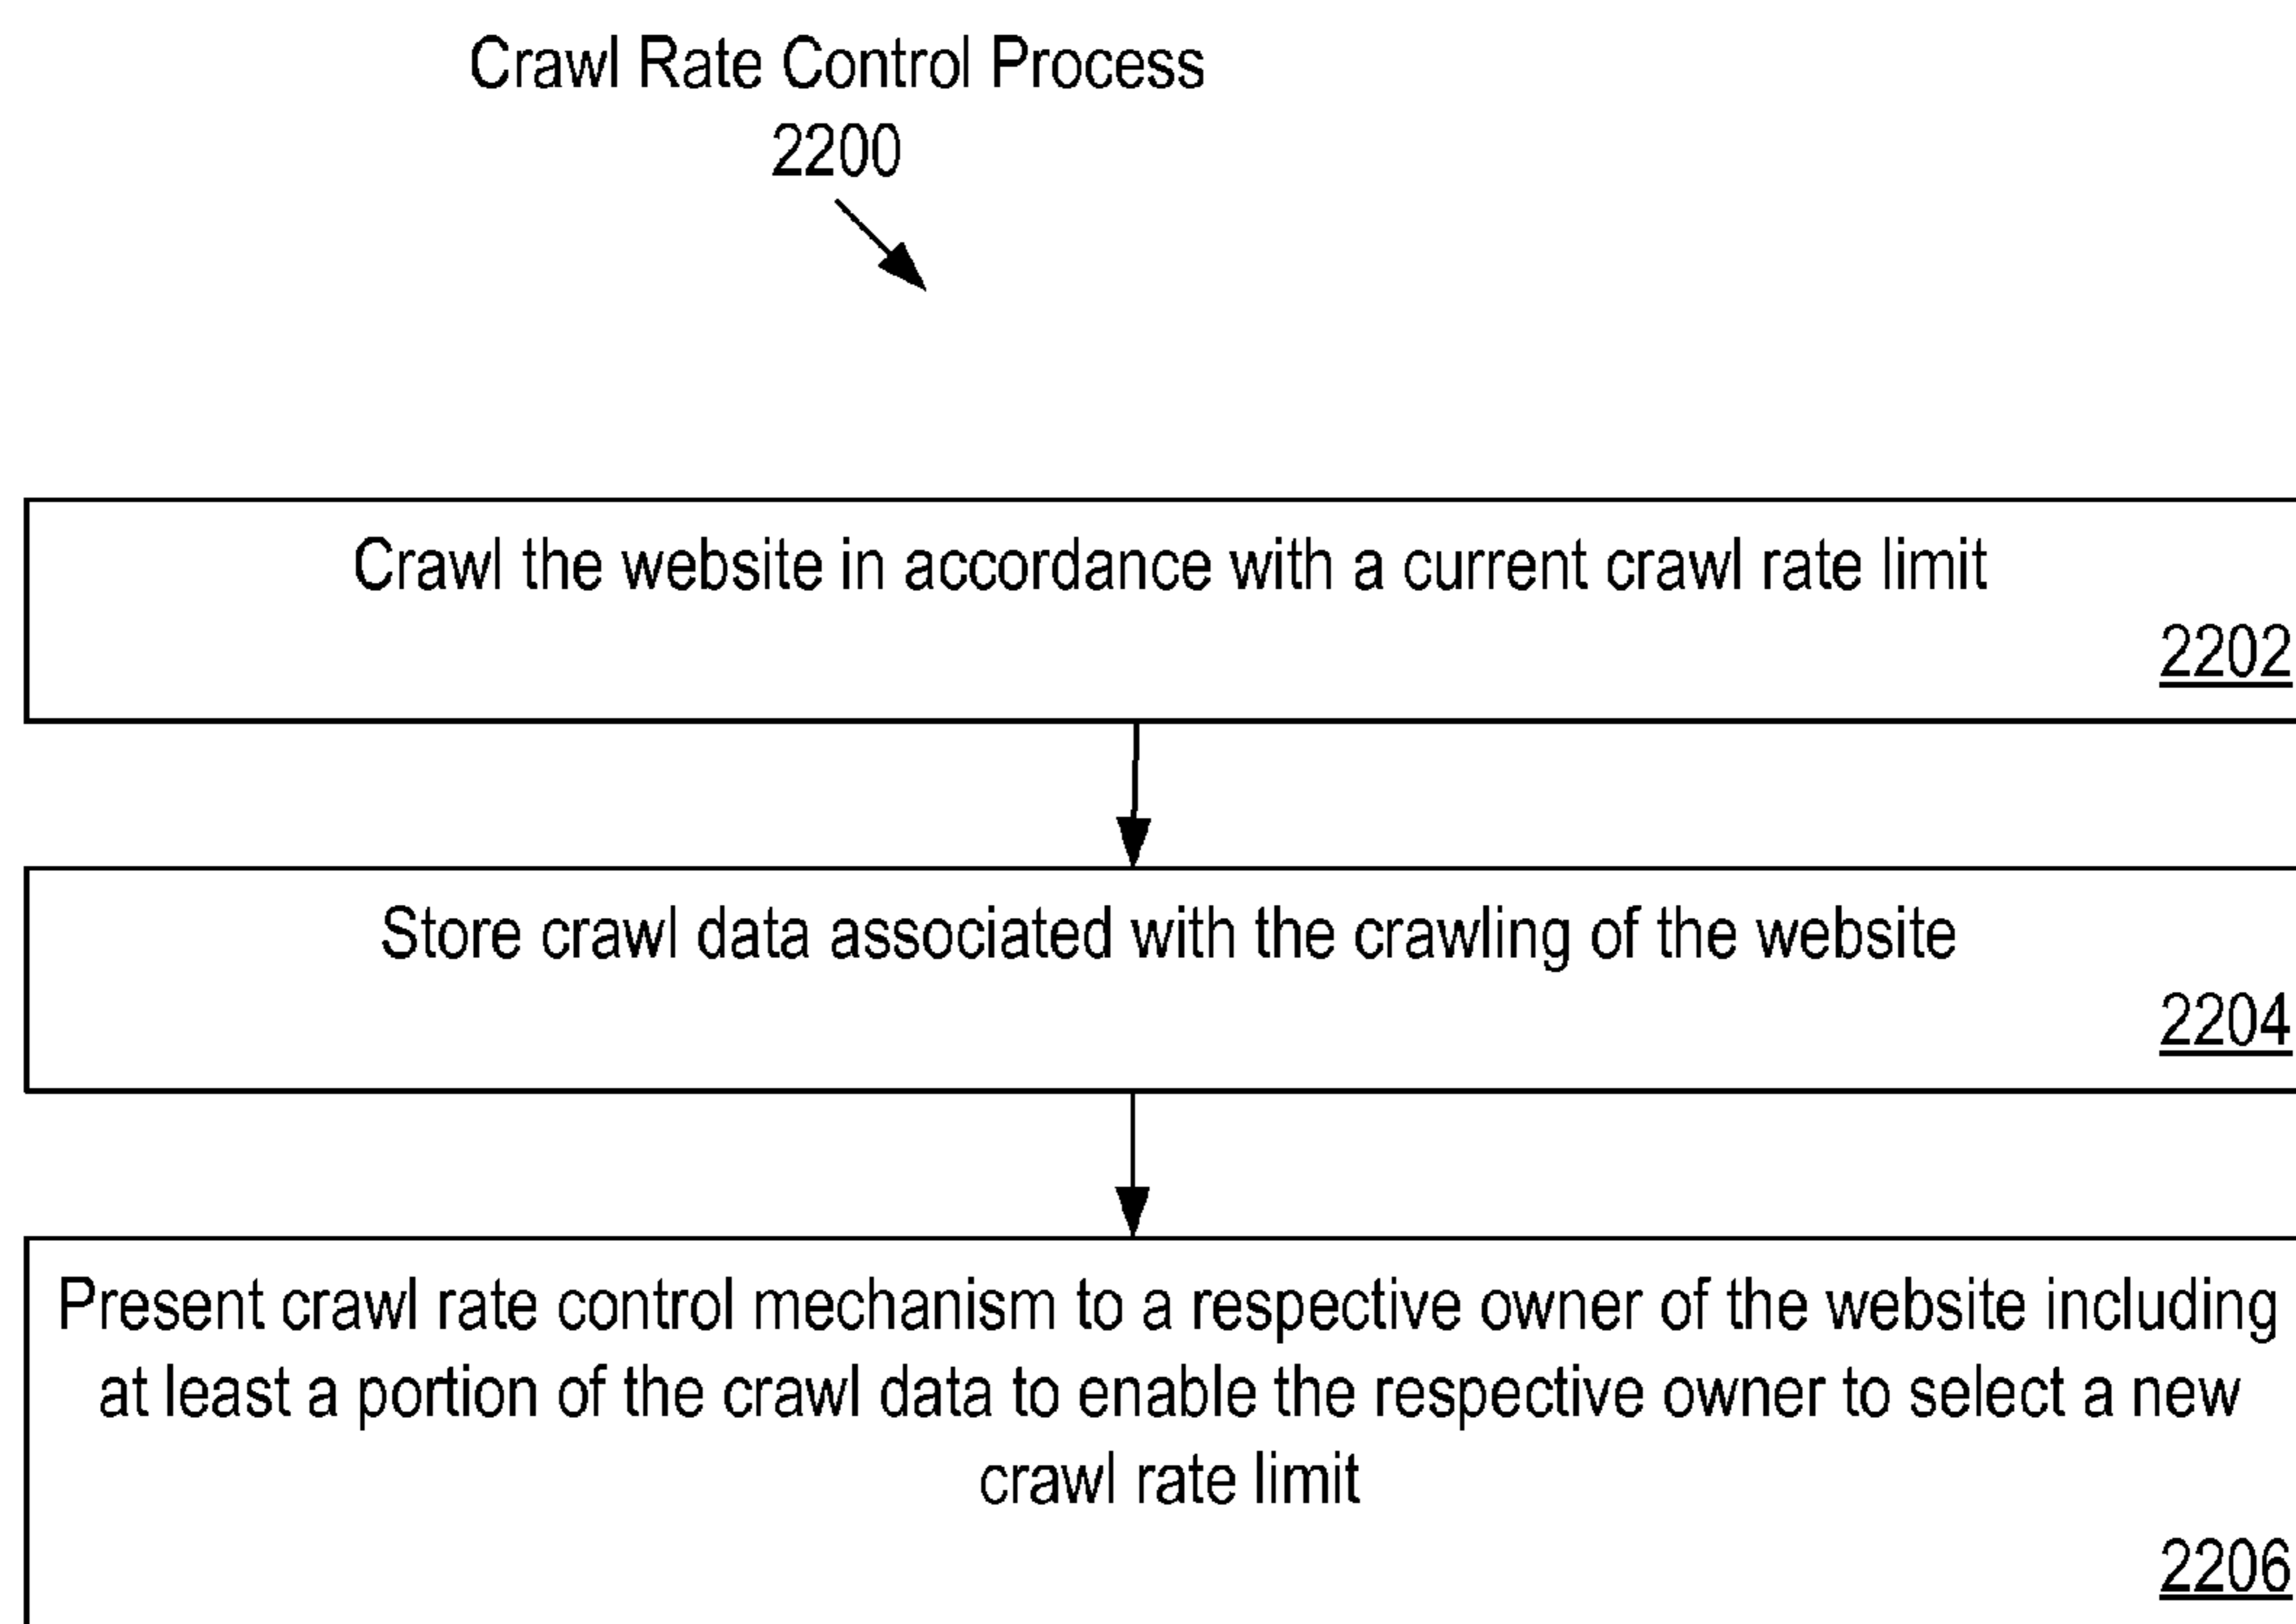 Crawl Rate Control Process
2200
Crawl the website in accordance with a current crawl rate limit
2202
Store crawl data associated with the crawling of the website
2204
Present crawl rate control mechanism to a respective owner of the website including
at least a portion of the crawl data to enable the respective owner to select a new
crawl rate limit
2206